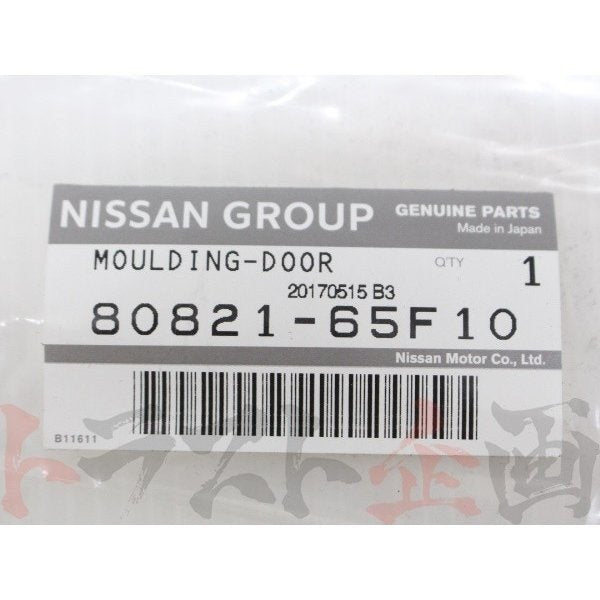 NISSAN GROUP
GENUINE PARTS
Made in Japan
MOULDING-DOOR
Q'TY
1
20170515 B3
80821-65F10
Nissan Motor Co., Ltd.
B11611
トラスト企画